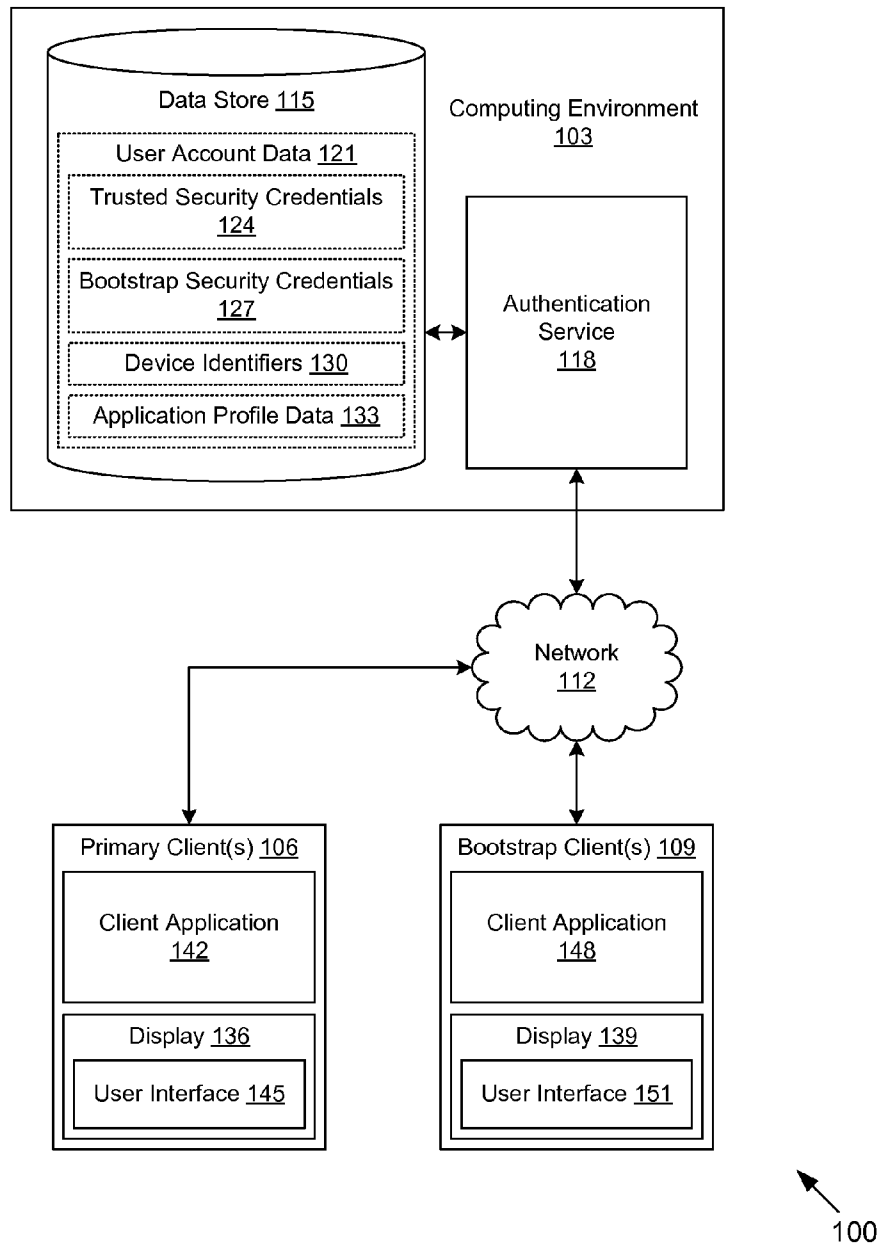 Data Store 115
Computing Environment
103
User Account Data 121
Trusted Security Credentials
124
Bootstrap Security Credentials
127
Device Identifiers 130
Application Profile Data 133
Authentication
Service
118
Network
112
Primary Client(s) 106
Client Application
142
Display 136
User Interface 145
Bootstrap Client(s) 109
Client Application
148
Display 139
User Interface 151
100